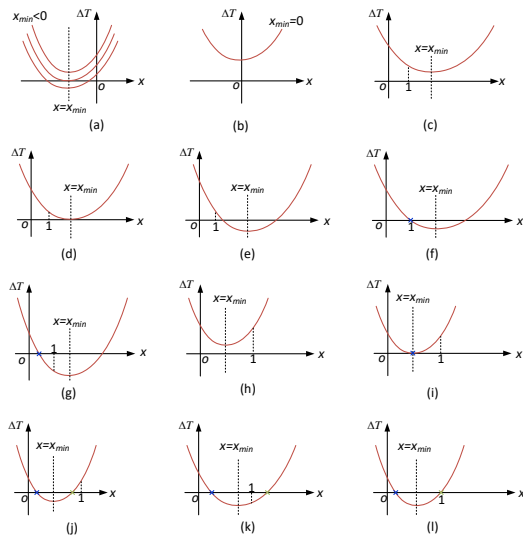 x_min<0 ΔT
x
o
x=x_min
(a)
ΔT x_min=0
x
o
(b)
ΔT
x=x_min
x
o 1
(c)
ΔT
x=x_min
x
o 1
(d)
ΔT
x=x_min
x
o 1
(e)
ΔT
x=x_min
x
o 1
(f)
ΔT
x=x_min
1
x
o
(g)
ΔT
x=x_min
x
o 1
(h)
ΔT
x=x_min
x
o 1
(i)
ΔT
x=x_min
x
o 1
(j)
ΔT
x=x_min
1
x
o
(k)
ΔT
x=x_min
x
o 1
(l)